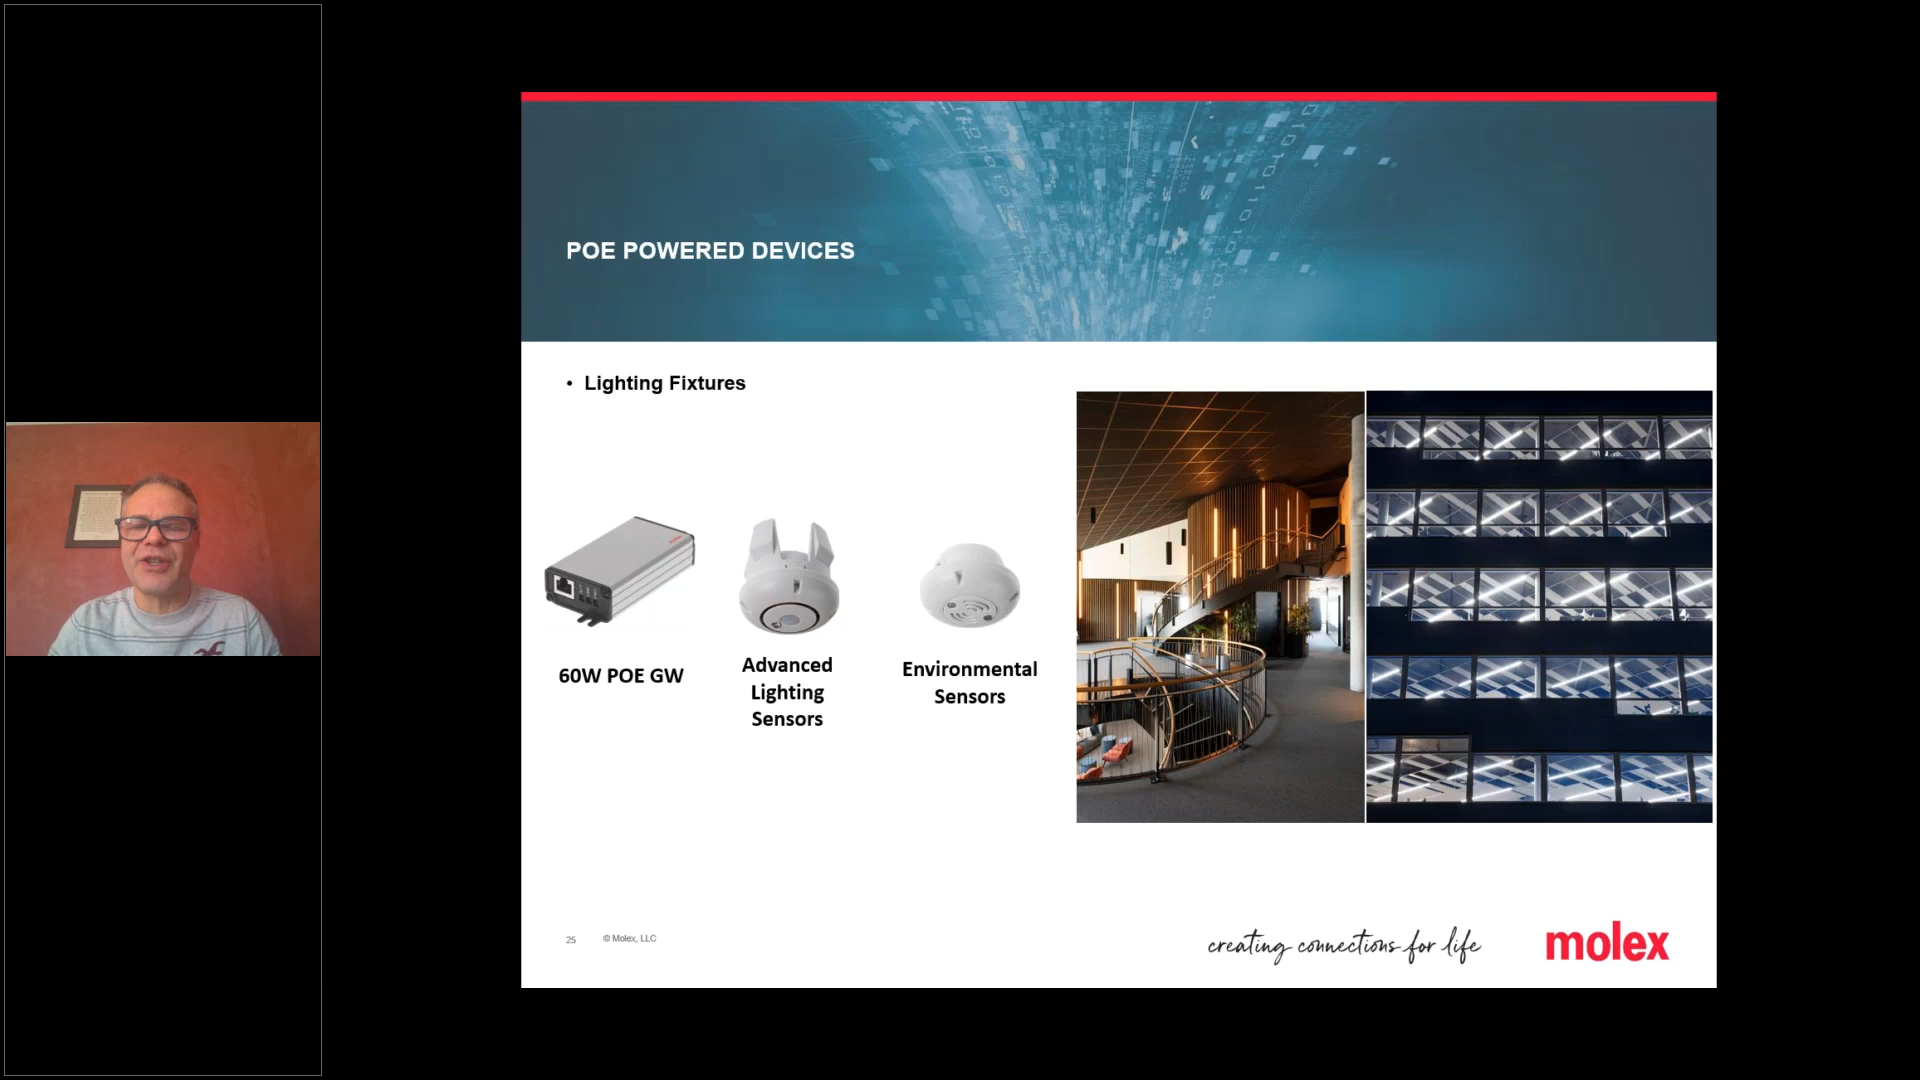 POE POWERED DEVICES
• Lighting Fixtures
60W POE GW
Advanced
Lighting
Sensors
Environmental
Sensors
25
© Molex, LLC
creating connections for life
molex